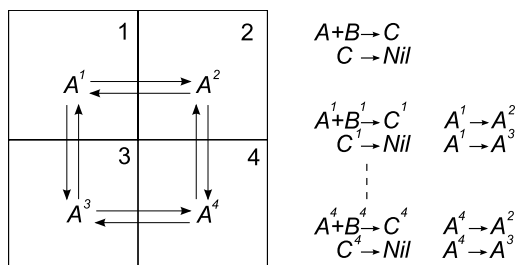 1 2
A¹ A²
3 4
A³ A⁴
A+B→C
C→Nil
A¹+B¹→C¹ A¹→A²
C¹→Nil A¹→A³
A⁴+B⁴→C⁴ A⁴→A²
C⁴→Nil A⁴→A³